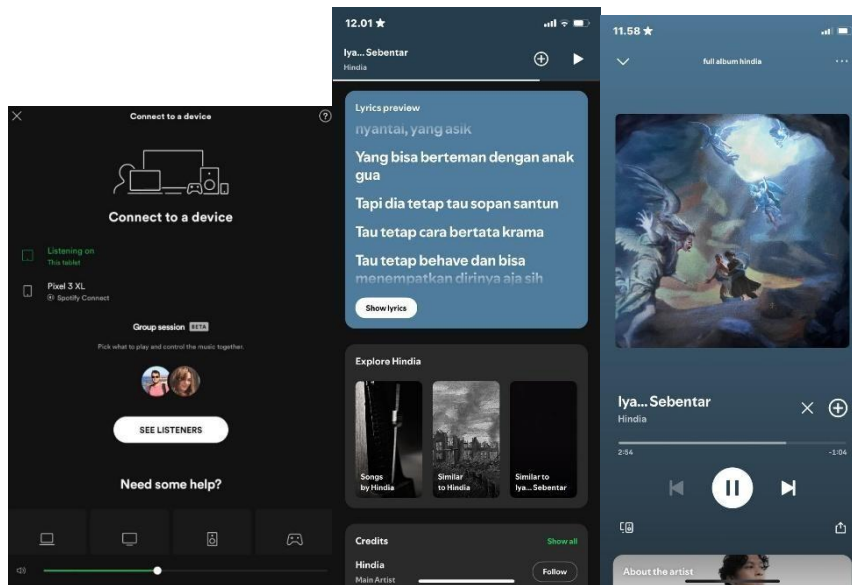 Connect to a device
Connect to a device
Listening on
This tablet
Pixel 3 XL
Spotify Connect
Group session BETA
Pick what to play and control the music together.
SEE LISTENERS
Need some help?
12.01
Iya... Sebentar
Hindia
Lyrics preview
nyantai, yang asik
Yang bisa berteman dengan anak
gua
Tapi dia tetap tau sopan santun
Tau tetap cara bertata krama
Tau tetap behave dan bisa
menempatkan dirinya aja sih
Show lyrics
Explore Hindia
Songs
by Hindia
Similar
to Hindia
Similar to
Iya... Sebentar
Credits
Show all
Hindia
Main Artist
Follow
11.58
full album hindia
Iya... Sebentar
Hindia
2:54
-1:04
About the artist